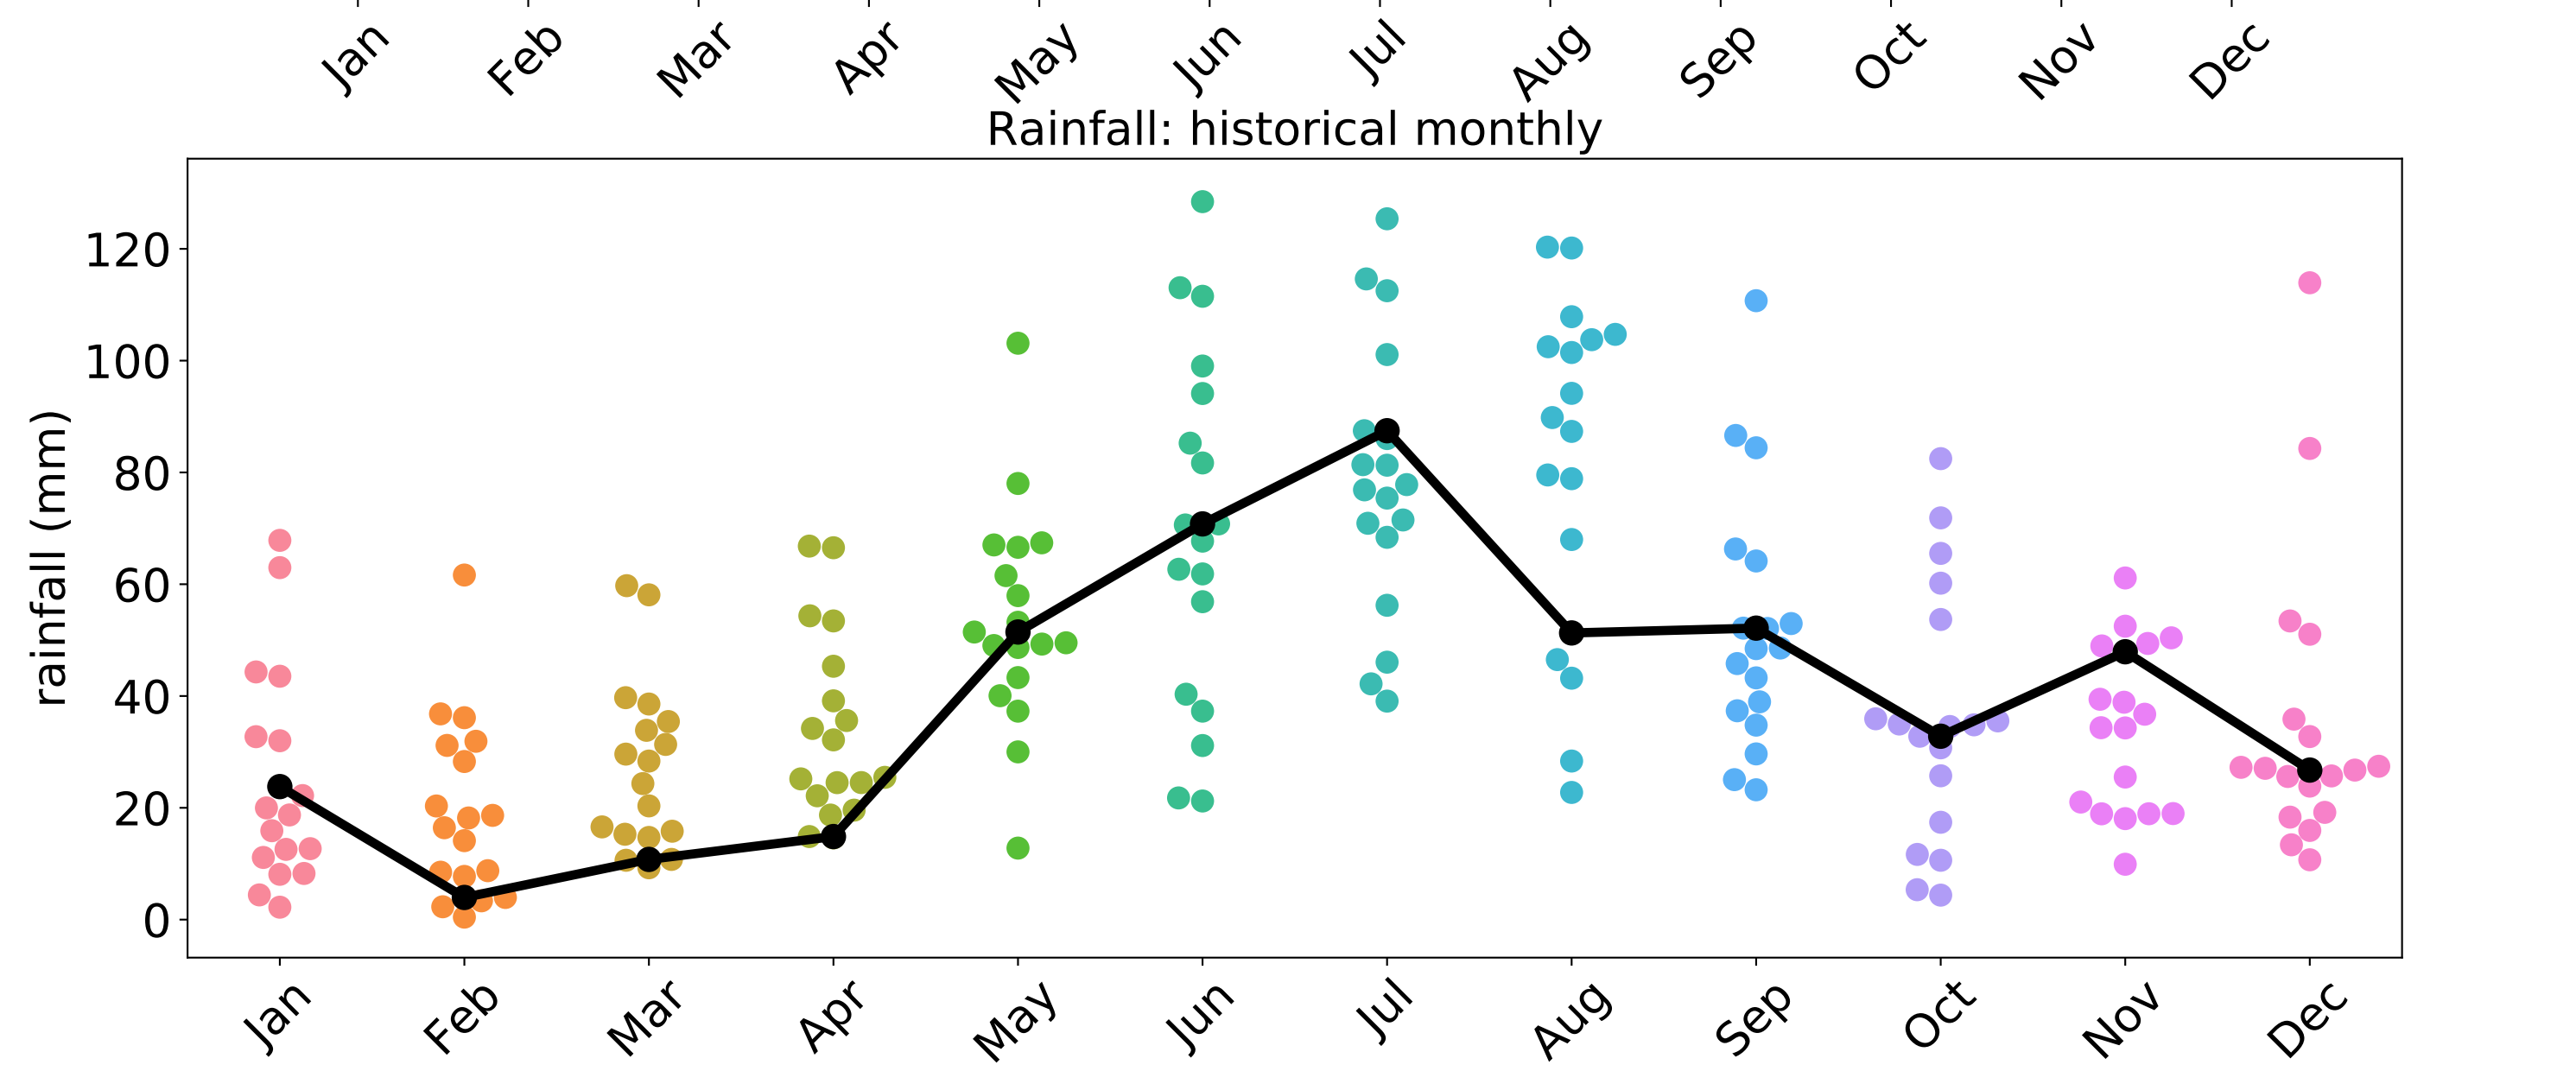 Jan Feb Mar Apr May Jun Jul Aug Sep Oct Nov Dec
Rainfall: historical monthly
120
100
80
60
40
20
0
rainfall (mm)
Jan Feb Mar Apr May Jun Jul Aug Sep Oct Nov Dec